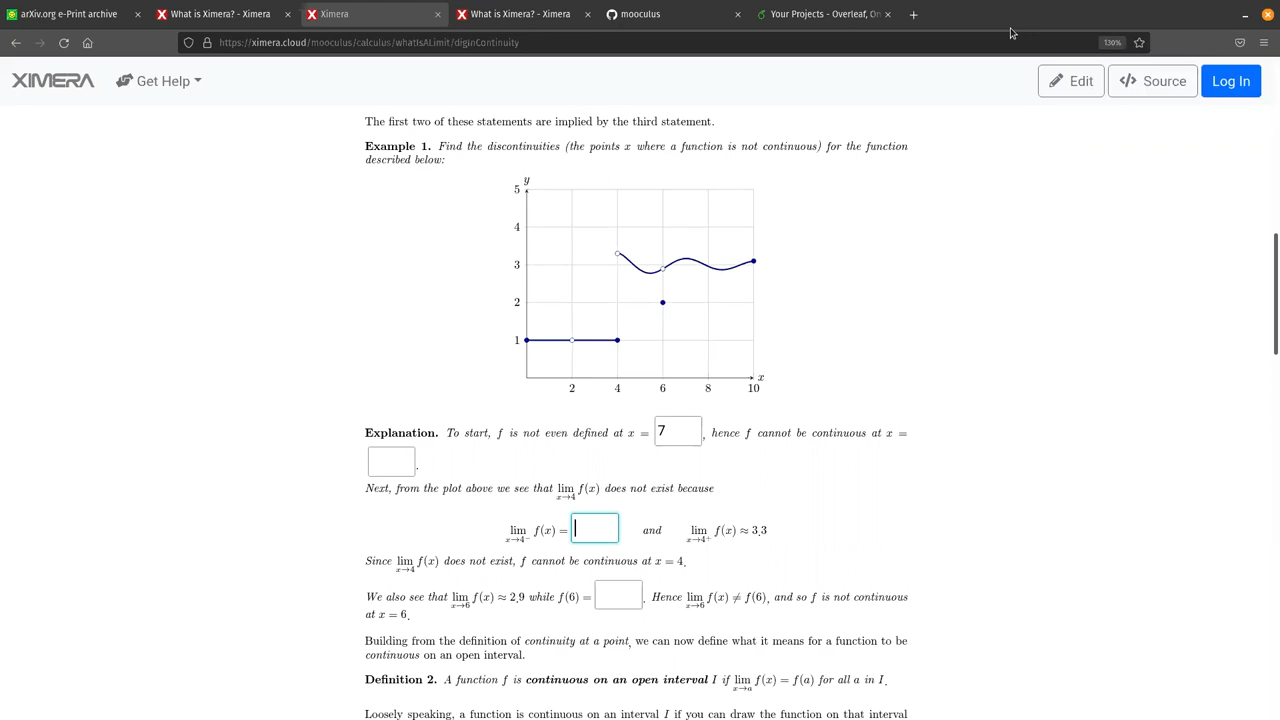 arXiv.org e-Print archive
What is Ximera? - Ximera
Ximera
What is Ximera? - Ximera
mooculus
Your Projects - Overleaf, On
https://ximera.cloud/mooculus/calculus/whatIsALimit/digInContinuity
130%
XIMERA
Get Help
Edit
Source
Log In
The first two of these statements are implied by the third statement.
Example 1. Find the discontinuities (the points x where a function is not continuous) for the function
described below:
y
5
4
3
2
1
2 4 6 8 10
x
Explanation. To start, f is not even defined at x = 7 , hence f cannot be continuous at x =
.
Next, from the plot above we see that lim x→4 f(x) does not exist because
lim x→4⁻ f(x) = and lim x→4⁺ f(x) ≈ 3.3
Since lim x→4 f(x) does not exist, f cannot be continuous at x = 4.
We also see that lim x→6 f(x) ≈ 2.9 while f(6) = . Hence lim x→6 f(x) ≠ f(6), and so f is not continuous
at x = 6.
Building from the definition of continuity at a point, we can now define what it means for a function to be
continuous on an open interval.
Definition 2. A function f is continuous on an open interval I if lim x→a f(x) = f(a) for all a in I.
Loosely speaking, a function is continuous on an interval I if you can draw the function on that interval